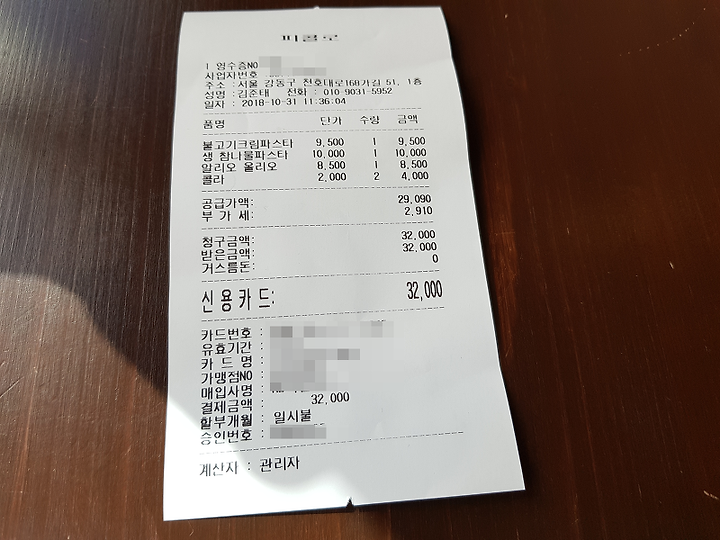 피콜로
1 영수증NO
사업자번호
주소 : 서울 강동구 천호대로168가길 51, 1층
성명 : 김준태 전화 : 010-9031-5952
일자 : 2018-10-31 11:36:04
품명 단가 수량 금액
불고기크림파스타 9,500 1 9,500
생 참나물파스타 10,000 1 10,000
알리오 올리오 8,500 1 8,500
콜라 2,000 2 4,000
공급가액: 29,090
부 가 세: 2,910
청구금액: 32,000
받은금액: 32,000
거스름돈: 0
신용카드: 32,000
카드번호 :
유효기간 :
카 드 명 :
가맹점NO :
매입사명 :
결제금액 : 32,000
할부개월 : 일시불
승인번호 :
계산자 : 관리자